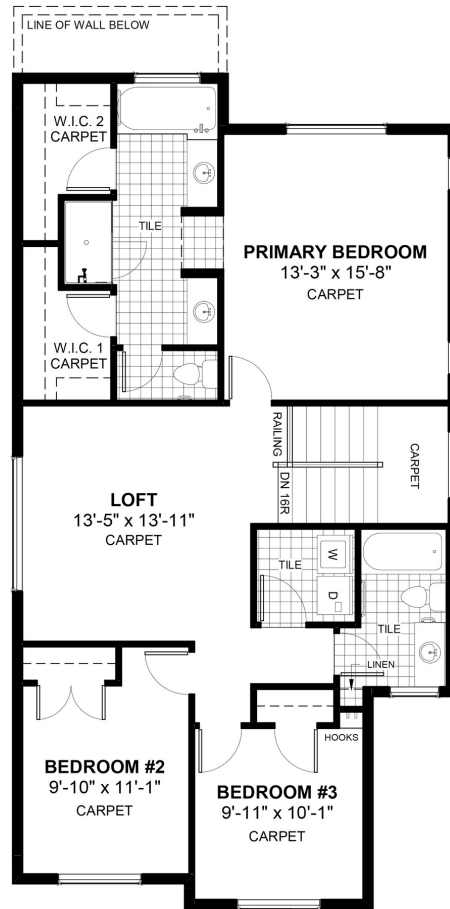 LINE OF WALL BELOW
W.I.C. 2
CARPET
TILE
PRIMARY BEDROOM
13'-3" x 15'-8"
CARPET
W.I.C. 1
CARPET
RAILING
DN 16R
CARPET
LOFT
13'-5" x 13'-11"
CARPET
TILE
W
D
TILE
LINEN
HOOKS
BEDROOM #2
9'-10" x 11'-1"
CARPET
BEDROOM #3
9'-11" x 10'-1"
CARPET